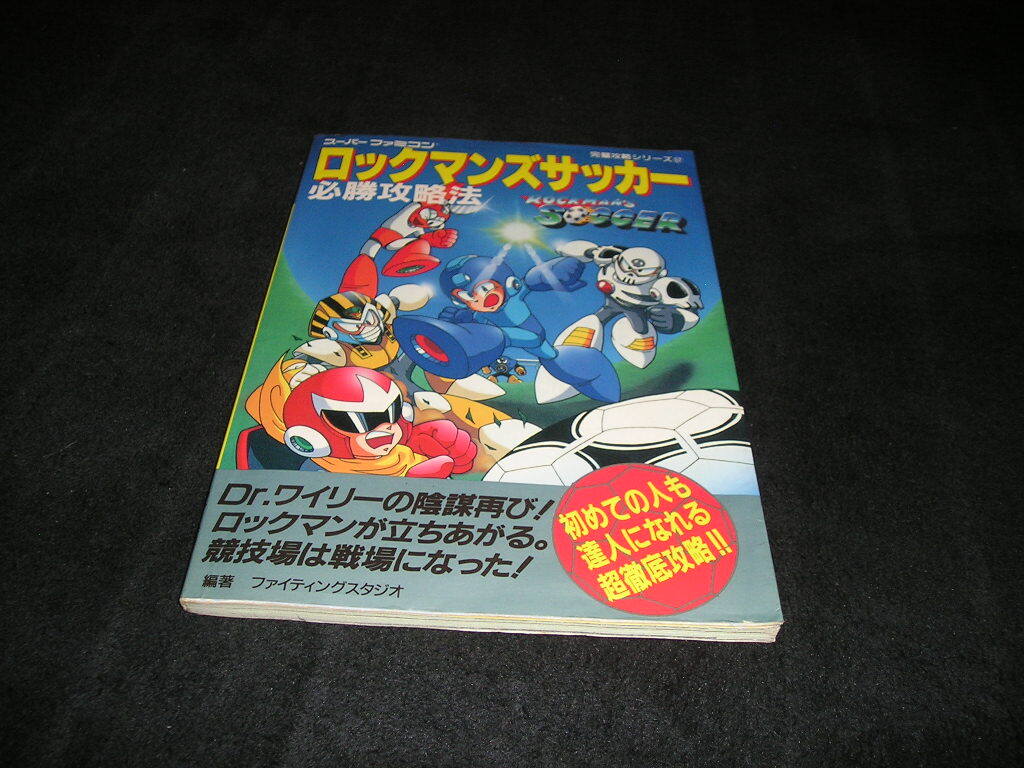 スーパーファミコン
完璧攻略シリーズ
ロックマンズサッカー
必勝攻略法
ROCKMAN'S
SOCCER
Dr.ワイリーの陰謀再び!
ロックマンが立ちあがる。
競技場は戦場になった!
編著 ファイティングスタジオ
初めての人も
達人になれる
超徹底攻略!!